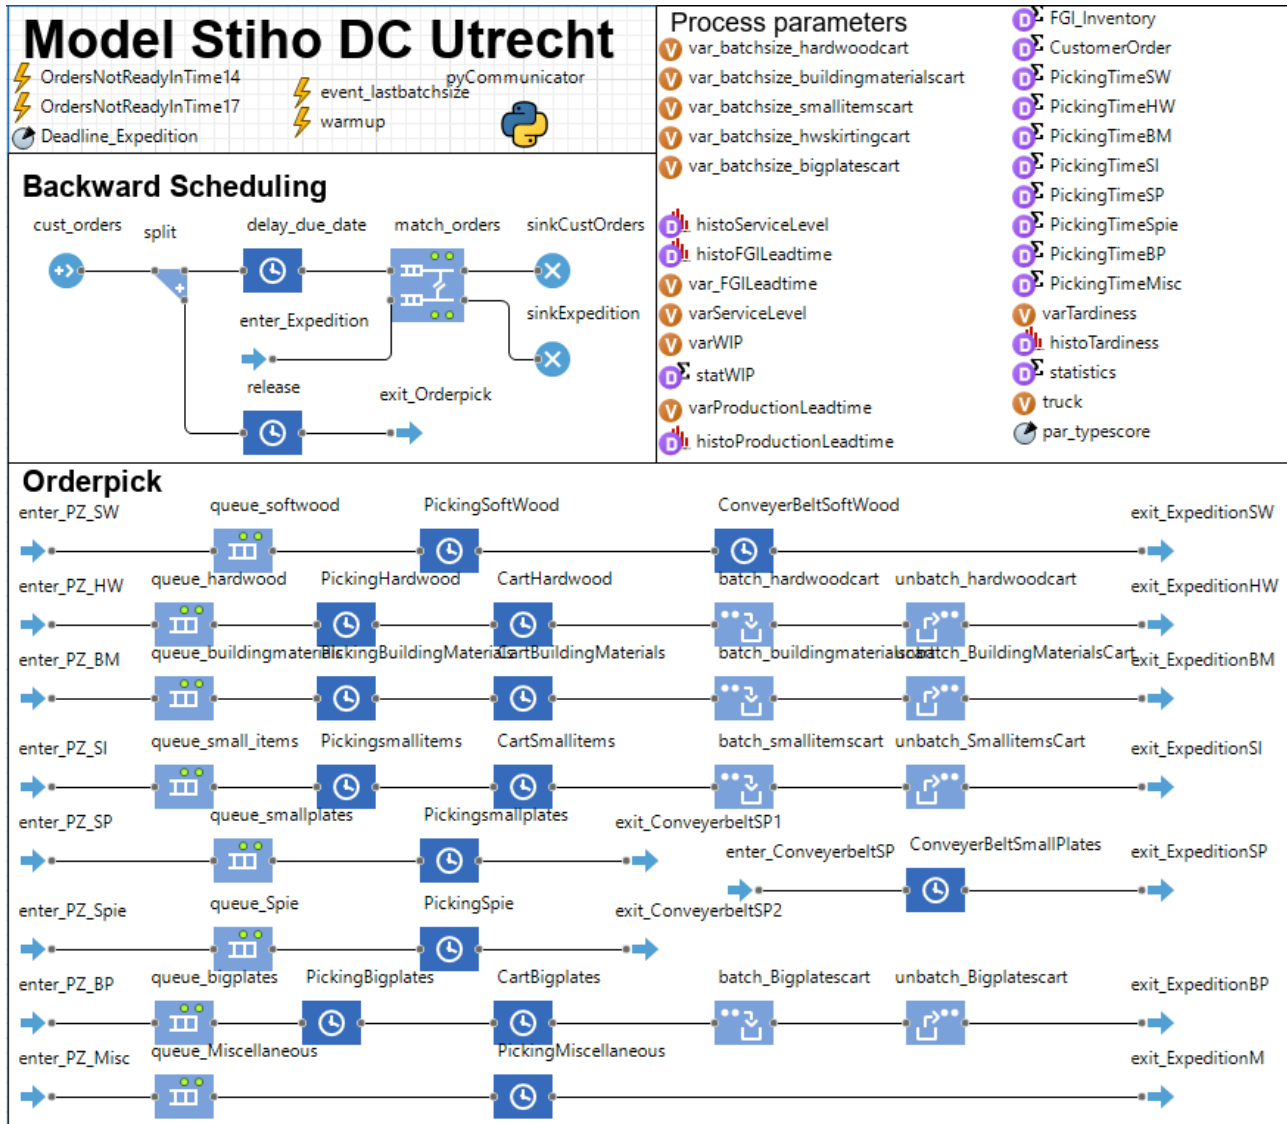 Model Stiho DC Utrecht
OrdersNotReadyInTime14
OrdersNotReadyInTime17
Deadline_Expedition
event_lastbatchsize
warmup
pyCommunicator
Process parameters
var_batchsize_hardwoodcart
var_batchsize_buildingmaterialscart
var_batchsize_smallitemscart
var_batchsize_hwskirtingcart
var_batchsize_bigplatescart
histoServiceLevel
histoFGILeadtime
var_FGILeadtime
varServiceLevel
varWIP
statWIP
varProductionLeadtime
histoProductionLeadtime
FGI_Inventory
CustomerOrder
PickingTimeSW
PickingTimeHW
PickingTimeBM
PickingTimeSI
PickingTimeSP
PickingTimeSpie
PickingTimeBP
PickingTimeMisc
varTardiness
histoTardiness
statistics
truck
par_typescore
Backward Scheduling
cust_orders
split
delay_due_date
match_orders
sinkCustOrders
enter_Expedition
sinkExpedition
release
exit_Orderpick
Orderpick
enter_PZ_SW
queue_softwood
PickingSoftWood
ConveyerBeltSoftWood
exit_ExpeditionSW
enter_PZ_HW
queue_hardwood
PickingHardwood
CartHardwood
batch_hardwoodcart
unbatch_hardwoodcart
exit_ExpeditionHW
enter_PZ_BM
queue_buildingmaterials
PickingBuildingMaterials
CartBuildingMaterials
batch_buildingmaterialscart
unbatch_BuildingMaterialsCart
exit_ExpeditionBM
enter_PZ_SI
queue_small_items
Pickingsmallitems
CartSmallitems
batch_smallitemscart
unbatch_SmallitemsCart
exit_ExpeditionSI
enter_PZ_SP
queue_smallplates
Pickingsmallplates
exit_ConveyerbeltSP1
enter_ConveyerbeltSP
ConveyerBeltSmallPlates
exit_ExpeditionSP
enter_PZ_Spie
queue_Spie
PickingSpie
exit_ConveyerbeltSP2
enter_PZ_BP
queue_bigplates
PickingBigplates
CartBigplates
batch_Bigplatescart
unbatch_Bigplatescart
exit_ExpeditionBP
enter_PZ_Misc
queue_Miscellaneous
PickingMiscellaneous
exit_ExpeditionM